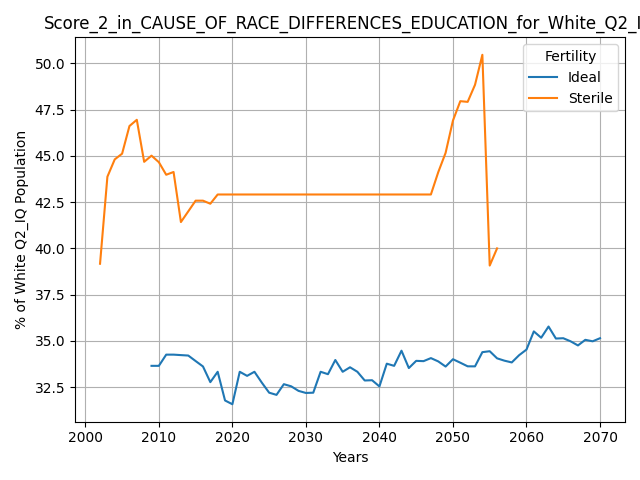 Score_2_in_CAUSE_OF_RACE_DIFFERENCES_EDUCATION_for_White_Q2_I
Fertility
Ideal
Sterile
% of White Q2_IQ Population
50.0
47.5
45.0
42.5
40.0
37.5
35.0
32.5
2000 2010 2020 2030 2040 2050 2060 2070
Years